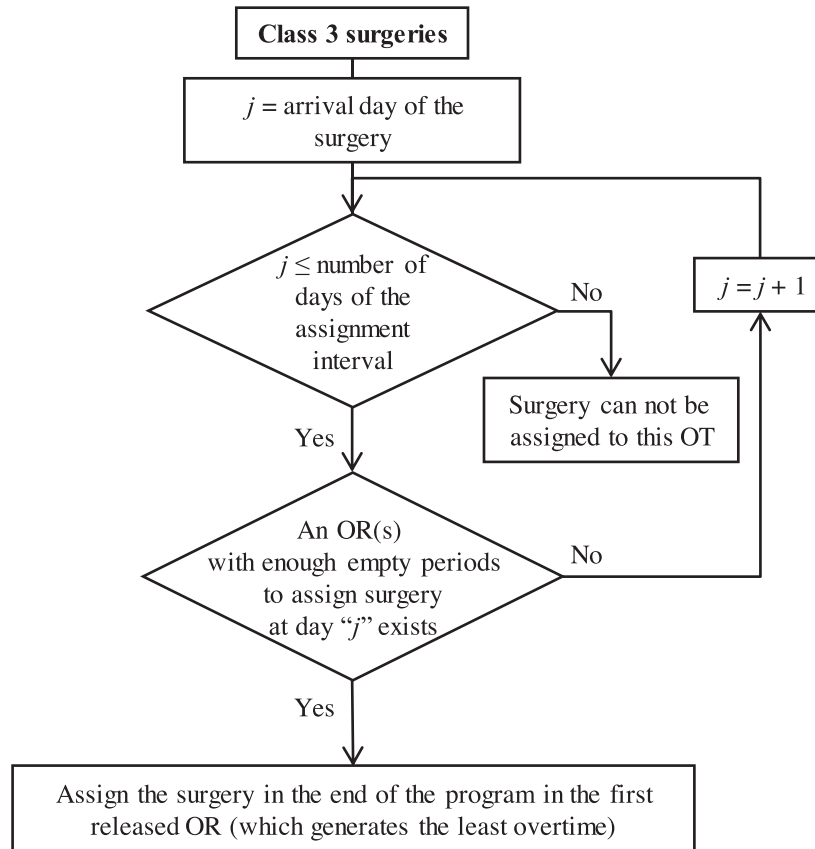 Class 3 surgeries
j = arrival day of the
surgery
j ≤ number of
days of the
assignment
interval
No
j = j + 1
Surgery can not be
assigned to this OT
Yes
An OR(s)
with enough empty periods
to assign surgery
at day “j” exists
No
Yes
Assign the surgery in the end of the program in the first
released OR (which generates the least overtime)